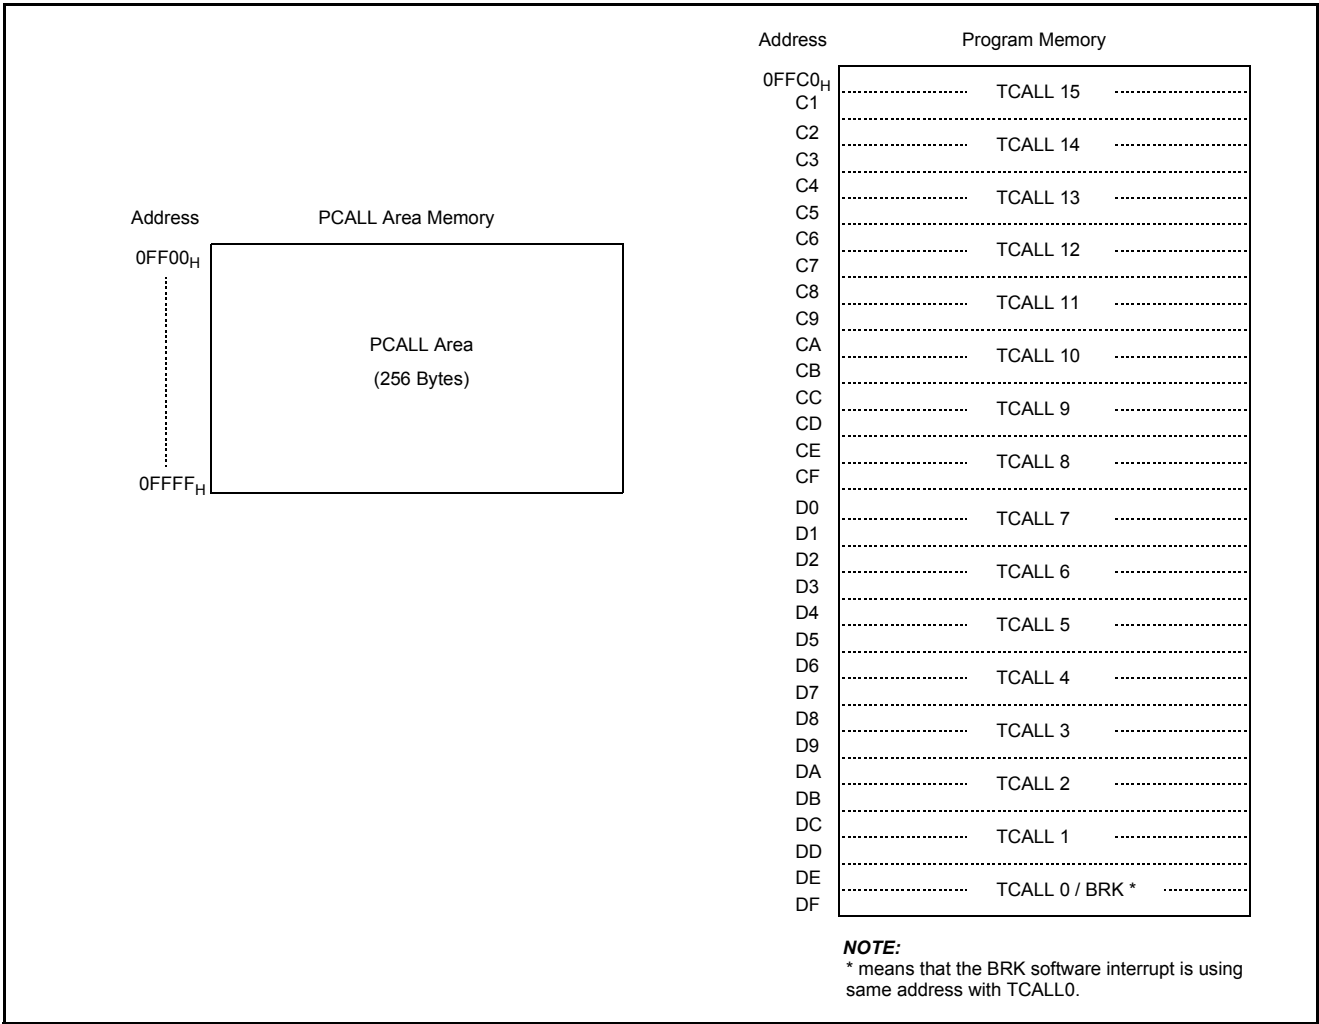 Address PCALL Area Memory
0FF00H
PCALL Area
(256 Bytes)
0FFFFH
Address Program Memory
0FFC0H
TCALL 15
C1
C2
TCALL 14
C3
C4
TCALL 13
C5
C6
TCALL 12
C7
C8
TCALL 11
C9
CA
TCALL 10
CB
CC
TCALL 9
CD
CE
TCALL 8
CF
D0
TCALL 7
D1
D2
TCALL 6
D3
D4
TCALL 5
D5
D6
TCALL 4
D7
D8
TCALL 3
D9
DA
TCALL 2
DB
DC
TCALL 1
DD
DE
TCALL 0 / BRK *
DF
NOTE:
* means that the BRK software interrupt is using
same address with TCALL0.